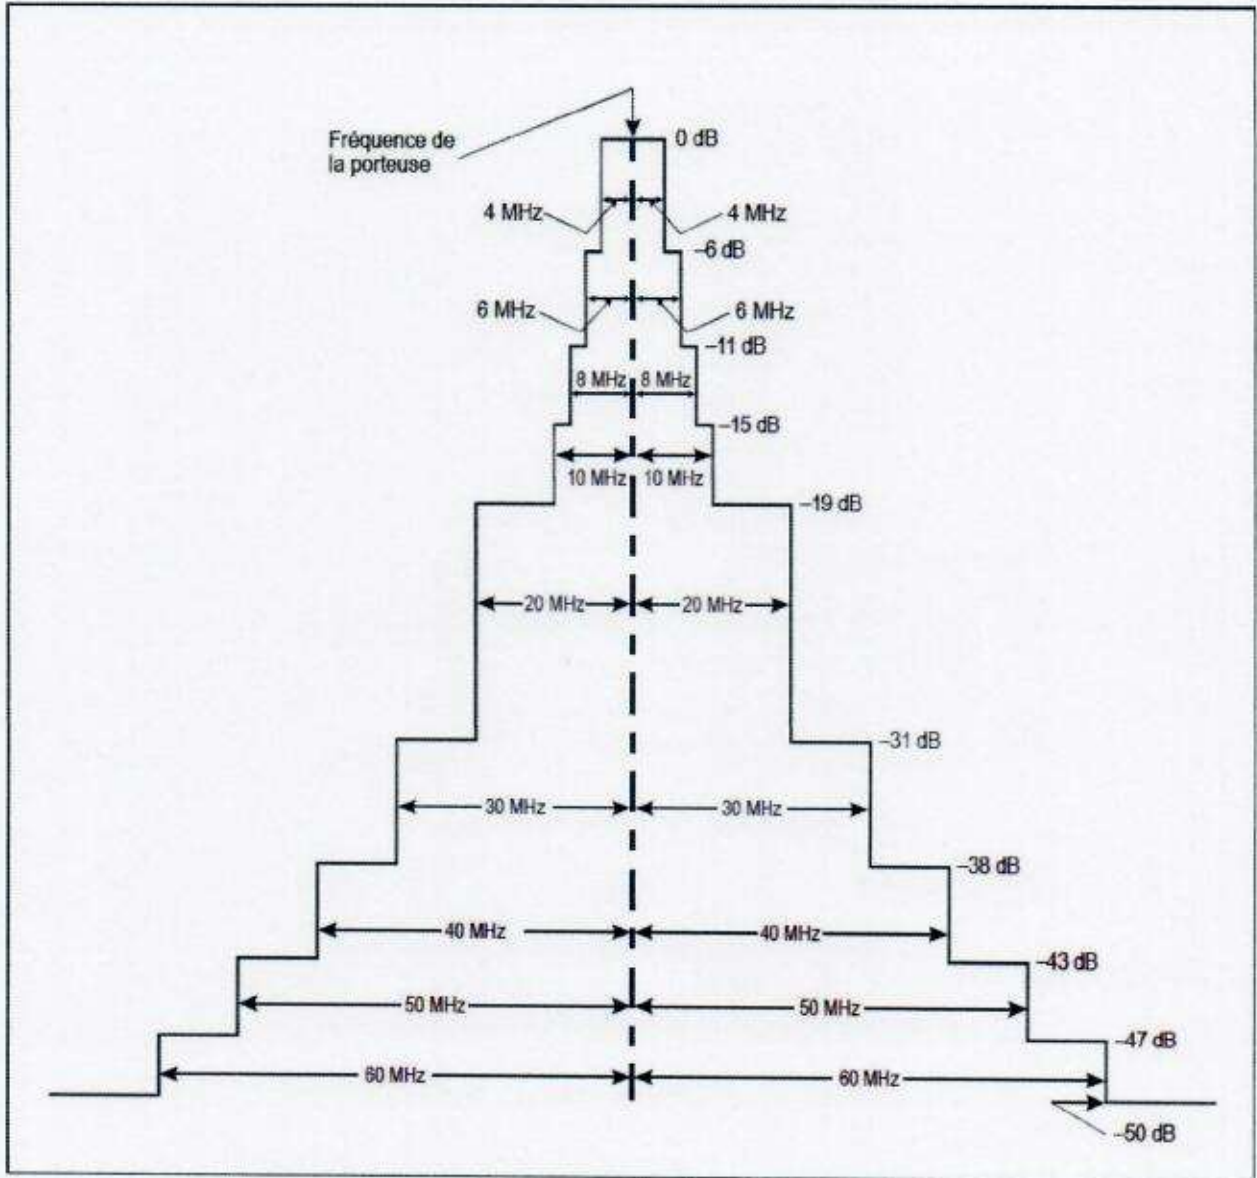 Fréquence de
la porteuse
0 dB
4 MHz
4 MHz
–6 dB
6 MHz
6 MHz
–11 dB
8 MHz
8 MHz
–15 dB
10 MHz
10 MHz
–19 dB
20 MHz
20 MHz
–31 dB
30 MHz
30 MHz
–38 dB
40 MHz
40 MHz
–43 dB
50 MHz
50 MHz
–47 dB
60 MHz
60 MHz
–50 dB